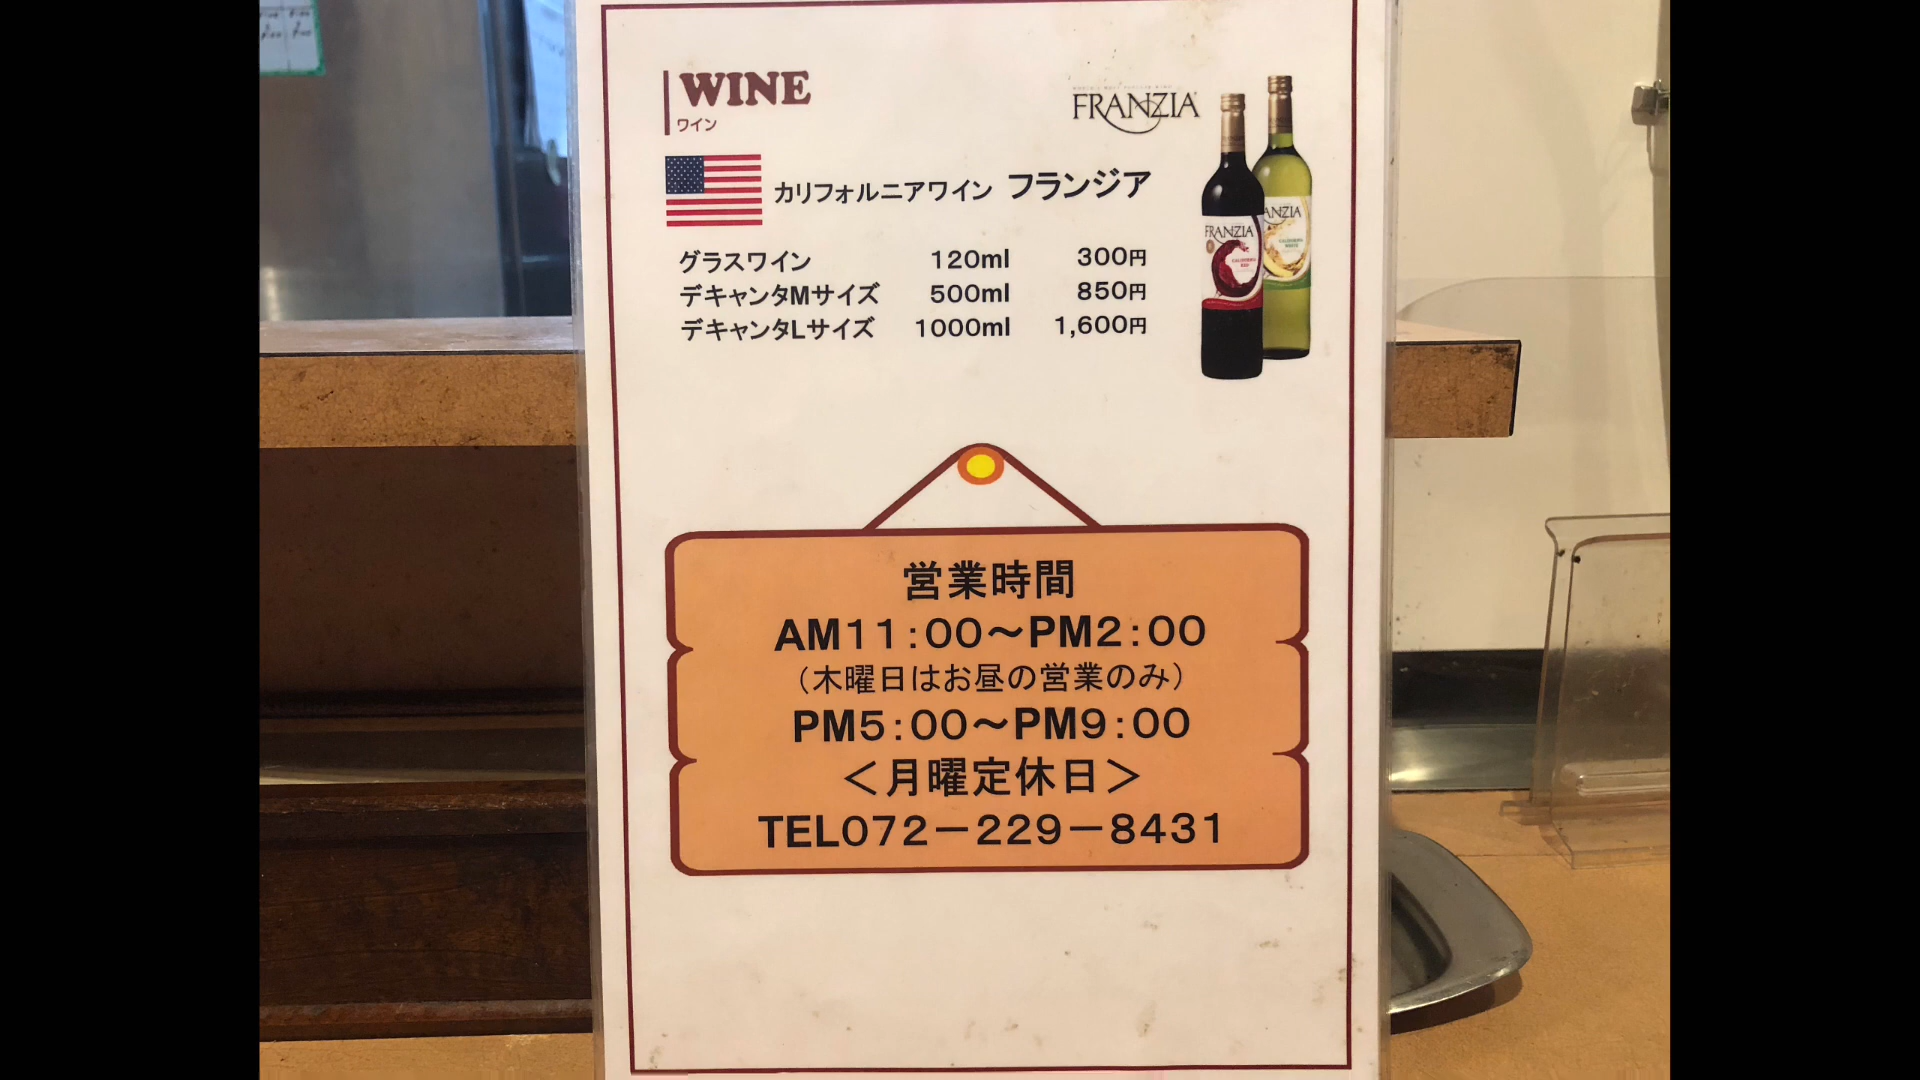 WINE
ワイン
FRANZIA
カリフォルニアワイン フランジア
FRANZIA
ANZIA
グラスワイン 120ml 300円
デキャンタMサイズ 500ml 850円
デキャンタLサイズ 1000ml 1,600円
営業時間
AM11:00～PM2:00
（木曜日はお昼の営業のみ）
PM5:00～PM9:00
＜月曜定休日＞
TEL072－229－8431